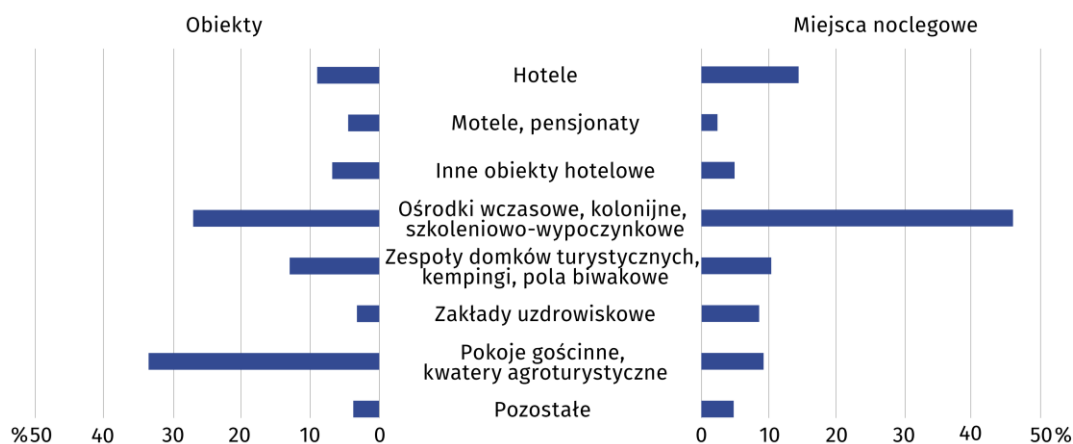 Obiekty
Miejsca noclegowe
Hotele
Motele, pensjonaty
Inne obiekty hotelowe
Ośrodki wczasowe, kolonijne,
szkoleniowo-wypoczynkowe
Zespoły domków turystycznych,
kempingi, pola biwakowe
Zakłady uzdrowiskowe
Pokoje gościnne,
kwatery agroturystyczne
Pozostałe
%50 40 30 20 10 0
0 10 20 30 40 50%